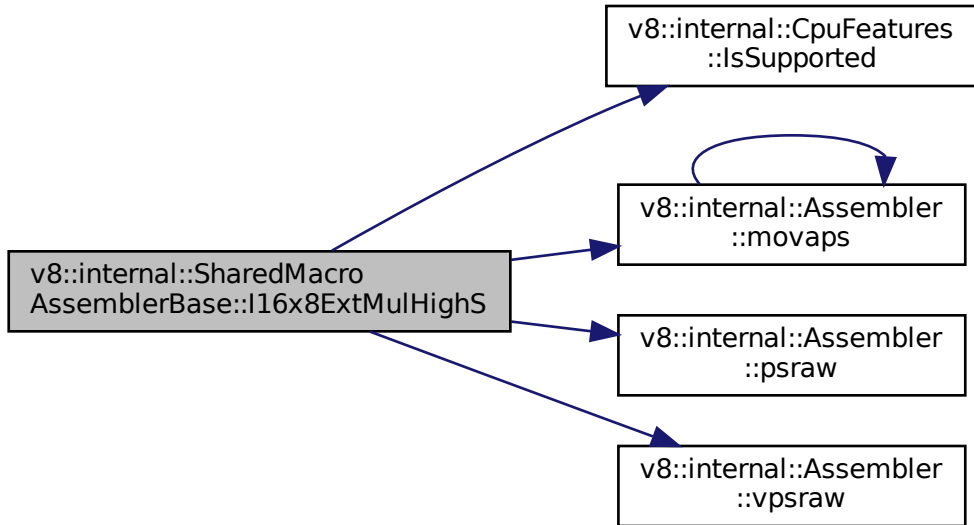 v8::internal::CpuFeatures
::IsSupported
v8::internal::Assembler
::movaps
v8::internal::SharedMacro
AssemblerBase::I16x8ExtMulHighS
v8::internal::Assembler
::psraw
v8::internal::Assembler
::vpsraw